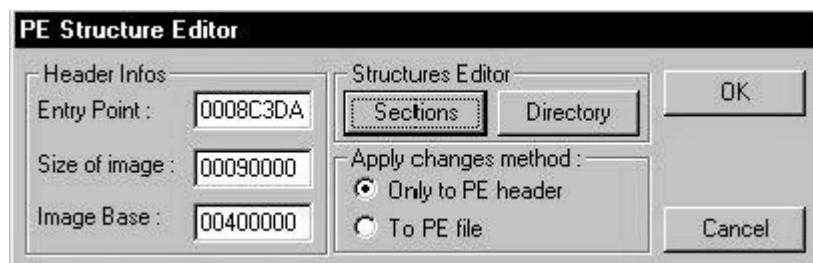 PE Structure Editor
Header Infos
Entry Point : 0008C3DA
Size of image : 00090000
Image Base : 00400000
Structures Editor
Sections Directory
Apply changes method :
Only to PE header
To PE file
OK
Cancel